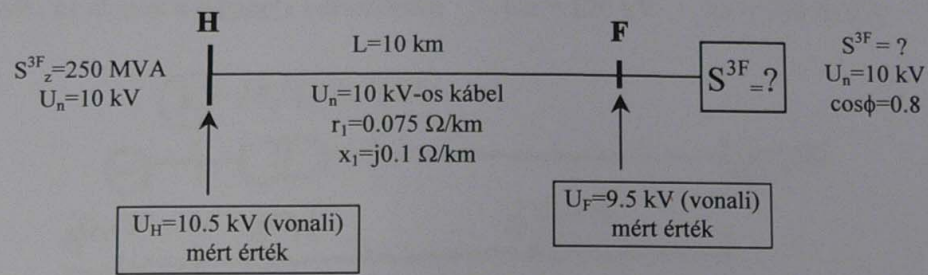 H
L=10 km
F
S³ᶠz=250 MVA
Uₙ=10 kV
Uₙ=10 kV-os kábel
r₁=0.075 Ω/km
x₁=j0.1 Ω/km
S³ᶠ=?
S³ᶠ = ?
Uₙ=10 kV
cosϕ=0.8
U_H=10.5 kV (vonali)
mért érték
U_F=9.5 kV (vonali)
mért érték